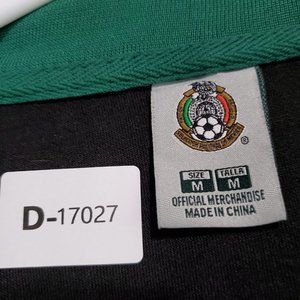 D-17027
®
SIZE TALLA
M M
OFFICIAL MERCHANDISE
MADE IN CHINA